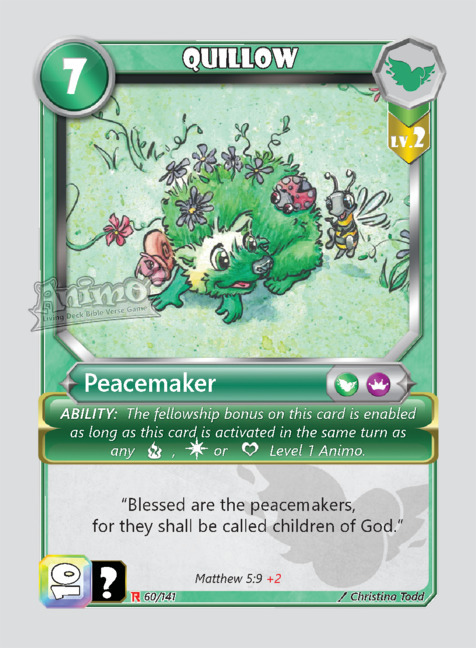 7
QUILLOW
LV.2
Animo
Living Deck Bible Verse Game
Peacemaker
ABILITY: The fellowship bonus on this card is enabled
as long as this card is activated in the same turn as
any , or Level 1 Animo.
“Blessed are the peacemakers,
for they shall be called children of God.”
Matthew 5:9 +2
10
?
R 60/141
Christina Todd